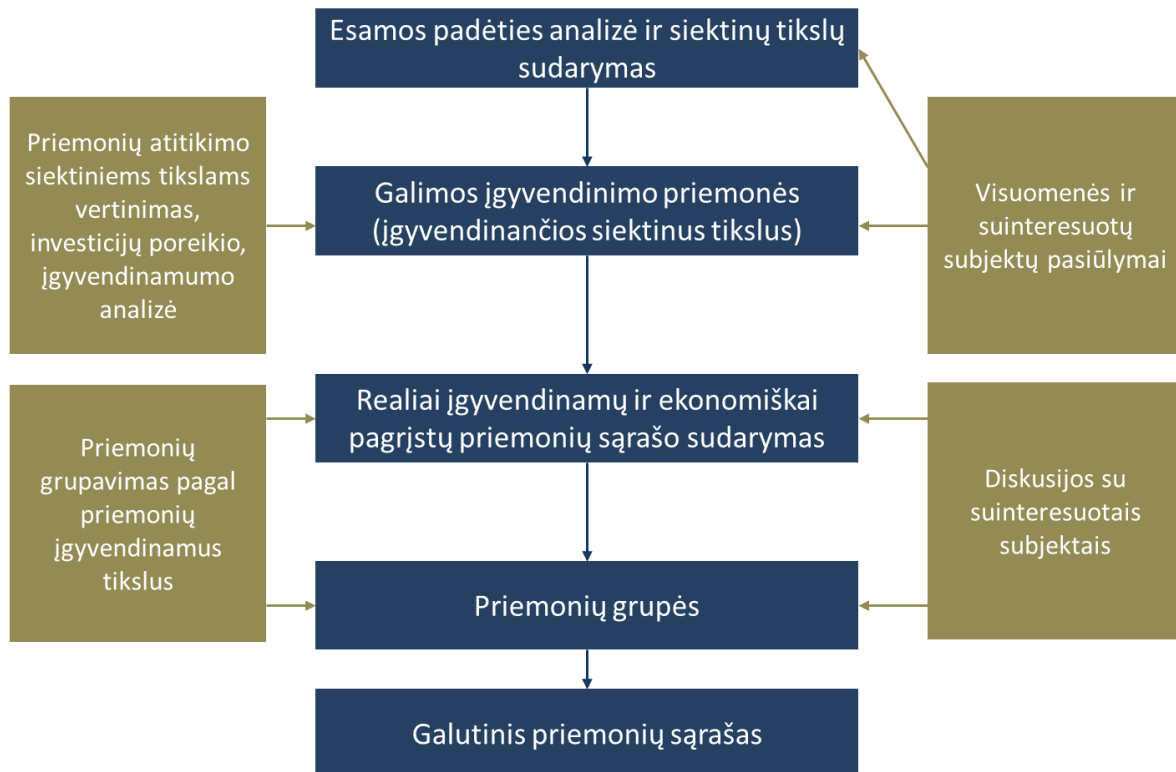 Esamos padėties analizė ir siektinų tikslų
sudarymas
Priemonių atitikimo
siektiniems tikslams
vertinimas,
investicijų poreikio,
įgyvendinamumo
analizė
Galimos įgyvendinimo priemonės
(įgyvendinančios siektinus tikslus)
Visuomenės ir
suinteresuotų
subjektų pasiūlymai
Realiai įgyvendinamų ir ekonomiškai
pagrįstų priemonių sąrašo sudarymas
Priemonių
grupavimas pagal
priemonių
įgyvendinamus
tikslus
Diskusijos su
suinteresuotais
subjektais
Priemonių grupės
Galutinis priemonių sąrašas